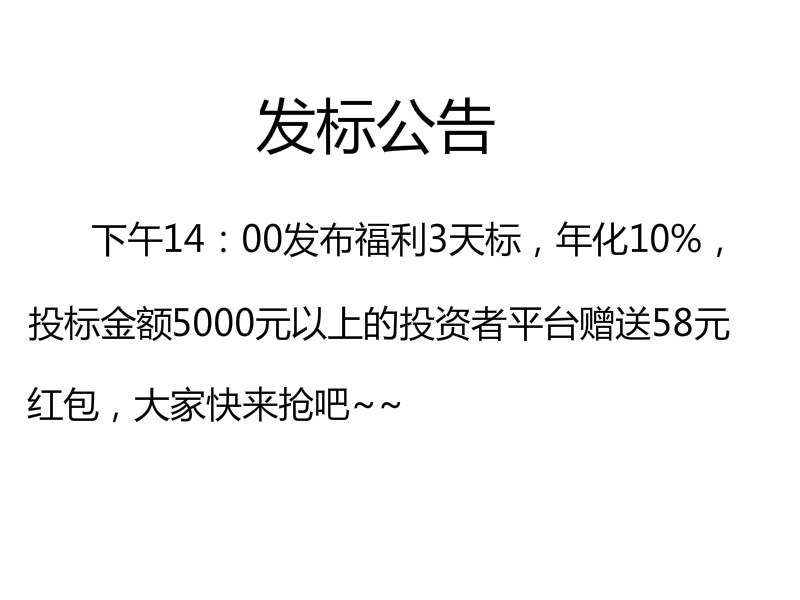 发标公告
下午14：00发布福利3天标，年化10%，
投标金额5000元以上的投资者平台赠送58元
红包，大家快来抢吧~~